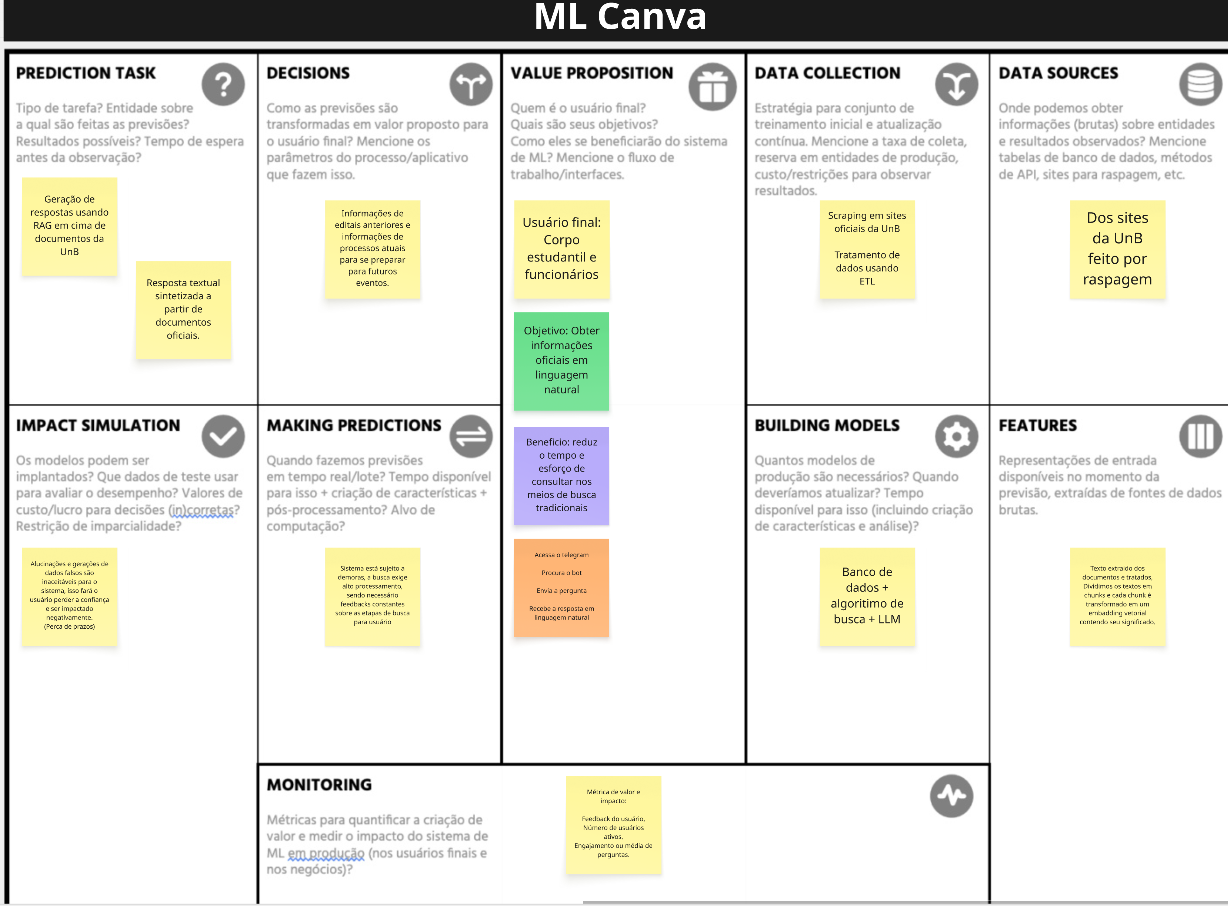 ML Canva
PREDICTION TASK
Tipo de tarefa? Entidade sobre
a qual são feitas as previsões?
Resultados possíveis? Tempo de espera
antes da observação?
Geração de
respostas usando
RAG em cima de
documentos da
UnB
Resposta textual
sintetizada a
partir de
documentos
oficiais.
DECISIONS
Como as previsões são
transformadas em valor proposto para
o usuário final? Mencione os
parâmetros do processo/aplicativo
que fazem isso.
Informações de
editais anteriores e
informações de
processos atuais
para se preparar
para futuros
eventos.
VALUE PROPOSITION
Quem é o usuário final?
Quais são seus objetivos?
Como eles se beneficiarão do sistema
de ML? Mencione o fluxo de
trabalho/interfaces.
Usuário final:
Corpo
estudantil e
funcionários
Objetivo: Obter
informações
oficiais em
linguagem
natural
Beneficio: reduz
o tempo e
esforço de
consultar nos
meios de busca
tradicionais
Acessa o telegram
Procura o bot
Envia a pergunta
Recebe a resposta em
linguagem natural
DATA COLLECTION
Estratégia para conjunto de
treinamento inicial e atualização
contínua. Mencione a taxa de coleta,
reserva em entidades de produção,
custo/restrições para observar
resultados.
Scraping em sites
oficiais da UnB
Tratamento de
dados usando
ETL
DATA SOURCES
Onde podemos obter
informações (brutas) sobre entidades
e resultados observados? Mencione
tabelas de banco de dados, métodos
de API, sites para raspagem, etc.
Dos sites
da UnB
feito por
raspagem
IMPACT SIMULATION
Os modelos podem ser
implantados? Que dados de teste usar
para avaliar o desempenho? Valores de
custo/lucro para decisões (in)corretas?
Restrição de imparcialidade?
Alucinações e gerações de
dados falsos são
inaceitáveis para o
sistema, isso fará o
usuário perder a confiança
e ser impactado
negativamente.
(Perca de prazos)
MAKING PREDICTIONS
Quando fazemos previsões
em tempo real/lote? Tempo disponível
para isso + criação de características +
pós-processamento? Alvo de
computação?
Sistema está sujeito a
demoras, a busca exige
alto processamento,
sendo necessário
feedbacks constantes
sobre as etapas de busca
para usuário
BUILDING MODELS
Quantos modelos de
produção são necessários? Quando
deveríamos atualizar? Tempo
disponível para isso (incluindo criação
de características e análise)?
Banco de
dados +
algoritimo de
busca + LLM
FEATURES
Representações de entrada
disponíveis no momento da
previsão, extraídas de fontes de dados
brutas.
Texto extraído dos
documentos e tratados,
Dividimos os textos em
chunks e cada chunk é
transformado em um
embedding vetorial
contendo seu significado.
MONITORING
Métricas para quantificar a criação de
valor e medir o impacto do sistema de
ML em produção (nos usuários finais e
nos negócios)?
Métrica de valor e
impacto:
Feedback do usuário,
Número de usuários
ativos.
Engajamento ou média de
perguntas.